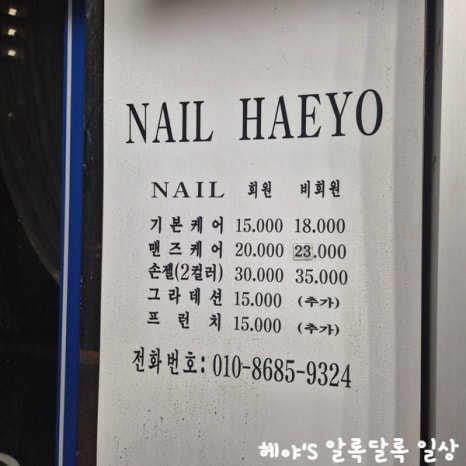 NAIL HAEYO
NAIL 회원 비회원
기본케어 15.000 18.000
맨즈케어 20.000 23.000
손젤(2컬러) 30.000 35.000
그라데션 15.000 (추가)
프런치 15.000 (추가)
전화번호: 010-8685-9324
헤야'S 알록달록 일상